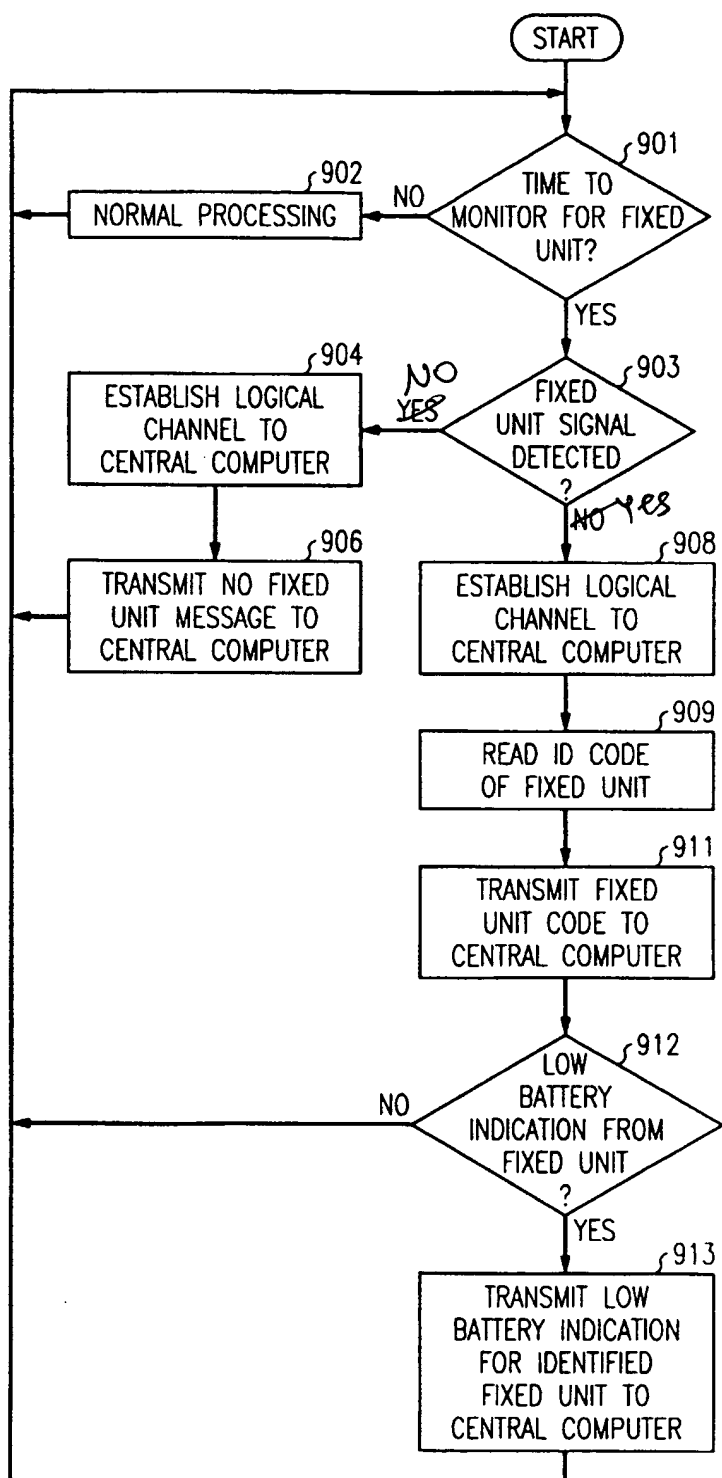 START
901
TIME TO
MONITOR FOR FIXED
UNIT?
NO
902
NORMAL PROCESSING
YES
903
FIXED
UNIT SIGNAL
DETECTED
?
NO
YES
904
ESTABLISH LOGICAL
CHANNEL TO
CENTRAL COMPUTER
NO yes
906
TRANSMIT NO FIXED
UNIT MESSAGE TO
CENTRAL COMPUTER
908
ESTABLISH LOGICAL
CHANNEL TO
CENTRAL COMPUTER
909
READ ID CODE
OF FIXED UNIT
911
TRANSMIT FIXED
UNIT CODE TO
CENTRAL COMPUTER
912
LOW
BATTERY
INDICATION FROM
FIXED UNIT
?
NO
YES
913
TRANSMIT LOW
BATTERY INDICATION
FOR IDENTIFIED
FIXED UNIT TO
CENTRAL COMPUTER